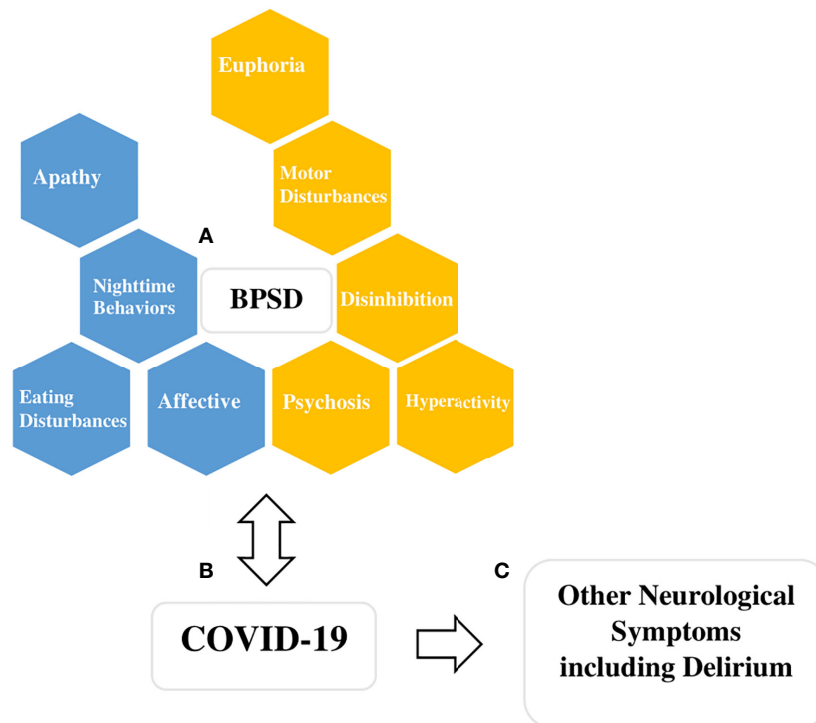 Euphoria
Apathy
Motor
Disturbances
A
Nighttime
Behaviors
BPSD
Disinhibition
Eating
Disturbances
Affective
Psychosis
Hyperactivity
B
COVID-19
C
Other Neurological
Symptoms
including Delirium